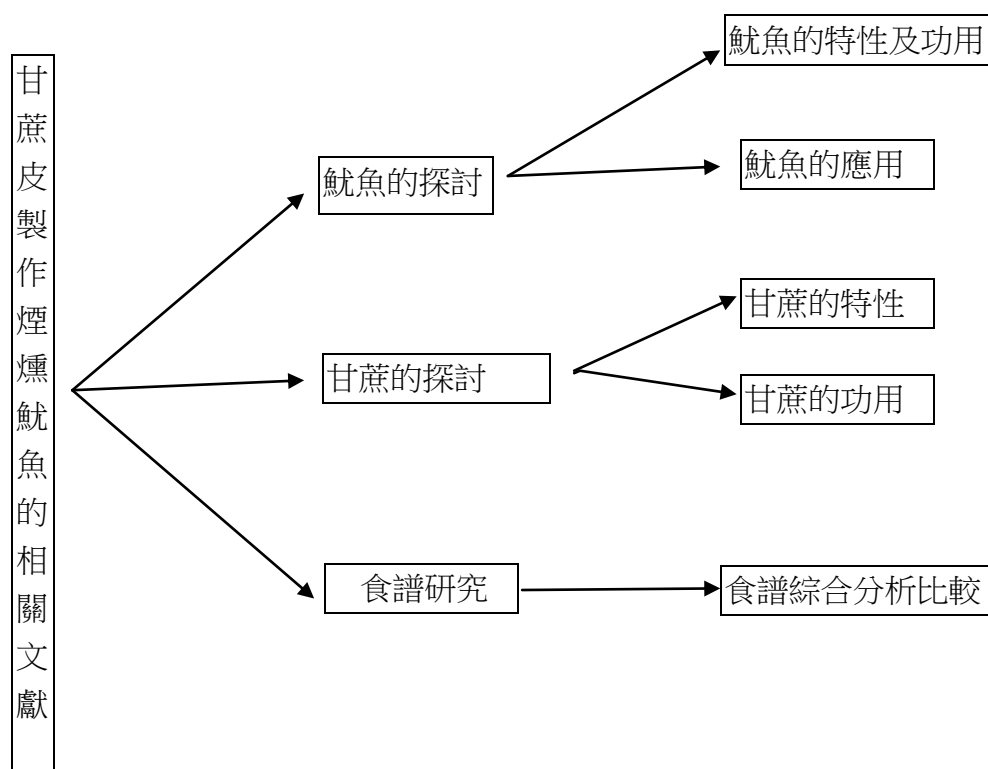 甘蔗皮製作煙燻魷魚的相關文獻
魷魚的探討
魷魚的特性及功用
魷魚的應用
甘蔗的探討
甘蔗的特性
甘蔗的功用
食譜研究
食譜綜合分析比較